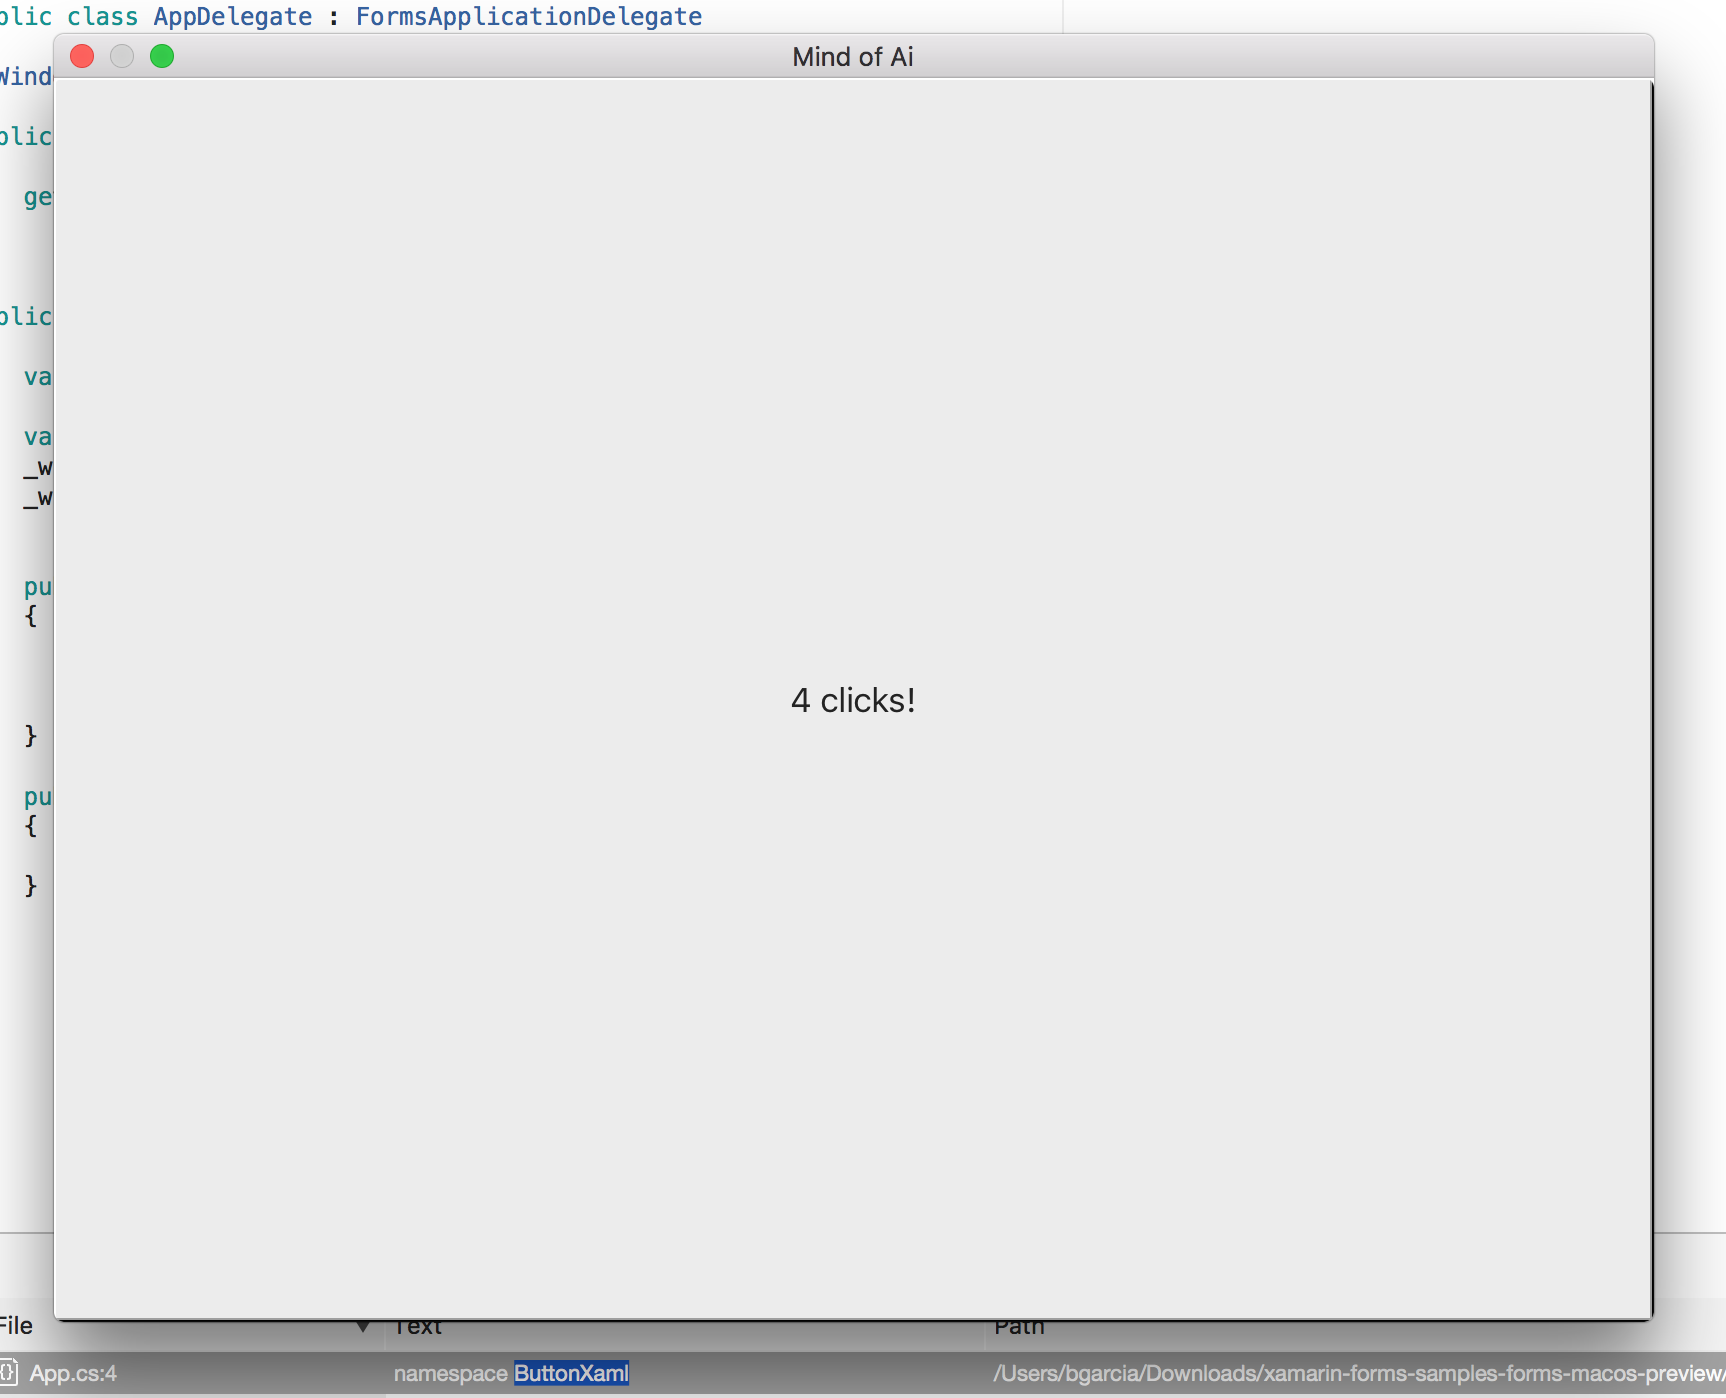 public class AppDelegate : FormsApplicationDelegate
Mind of Ai
Wind
blic
ge
blic
va
va
_w
_w
pu
{
4 clicks!
}
pu
{
}
File Text Path
{} App.cs:4 namespace ButtonXaml /Users/bgarcia/Downloads/xamarin-forms-samples-forms-macos-preview/